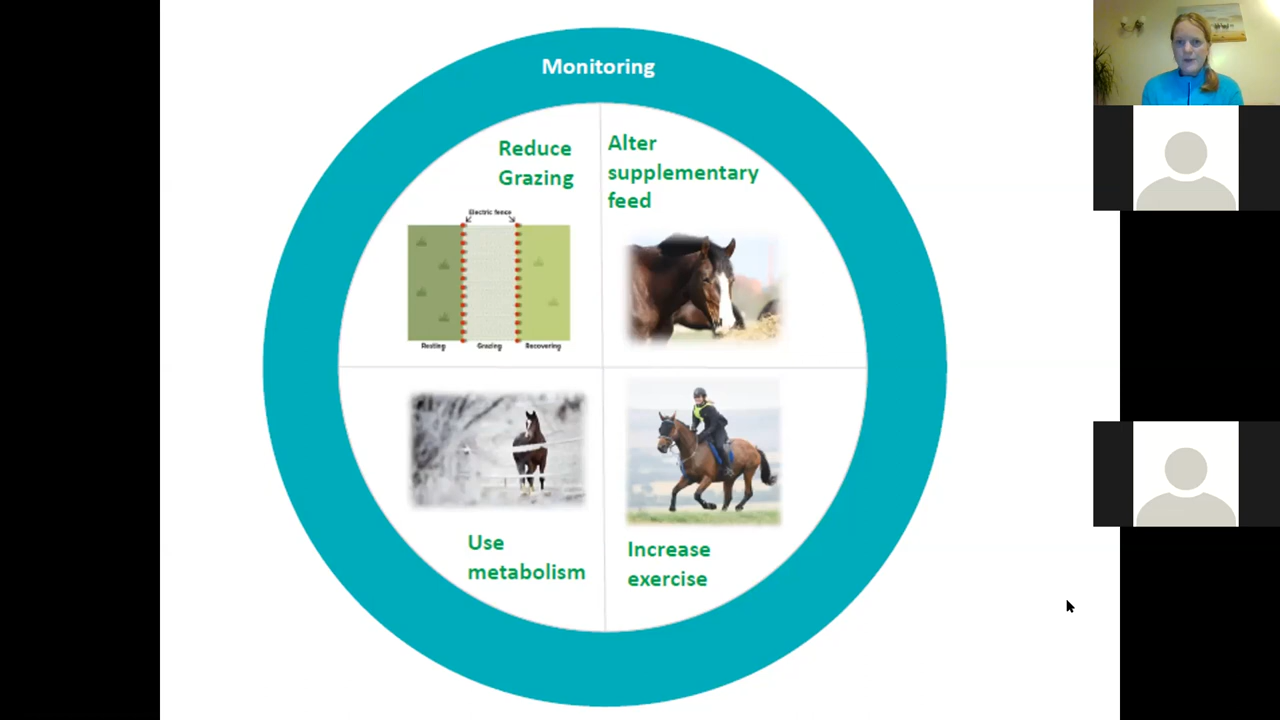 Monitoring
Reduce
Grazing
Alter
supplementary
feed
Electric fence
Resting
Grazing
Recovering
Use
metabolism
Increase
exercise